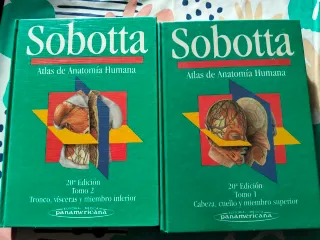 Sobotta
Atlas de Anatomía Humana
20ª Edición
Tomo 2
Tronco, vísceras y miembro inferior
panamericana
Sobotta
Atlas de Anatomía Humana
20ª Edición
Tomo 1
Cabeza, cuello y miembro superior
panamericana